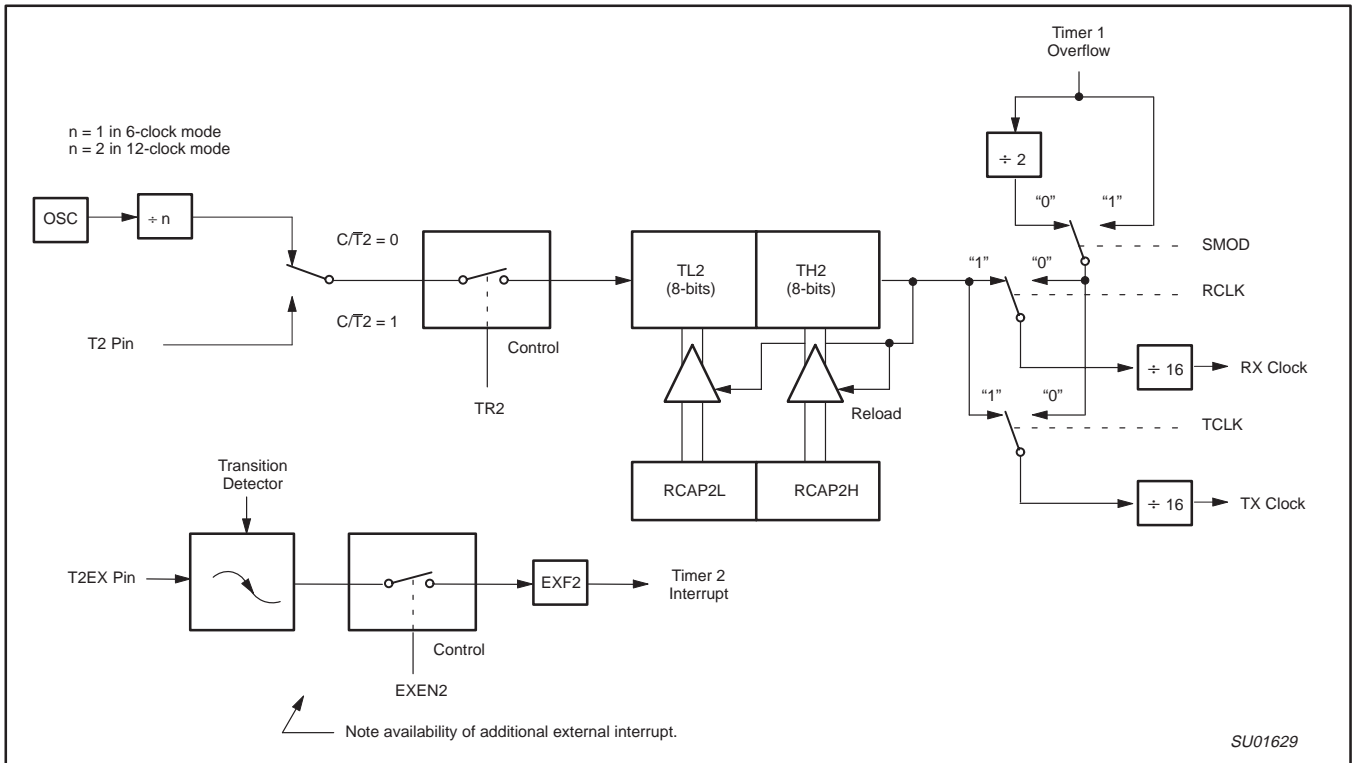 Timer 1
Overflow
n = 1 in 6-clock mode
n = 2 in 12-clock mode
÷ 2
"0" "1"
OSC
÷ n
C/T̅2 = 0
TL2
(8-bits)
TH2
(8-bits)
SMOD
"1" "0"
RCLK
C/T̅2 = 1
T2 Pin
Control
÷ 16
RX Clock
TR2
Reload
"1" "0"
TCLK
Transition
Detector
RCAP2L
RCAP2H
÷ 16
TX Clock
T2EX Pin
EXF2
Timer 2
Interrupt
Control
EXEN2
Note availability of additional external interrupt.
SU01629